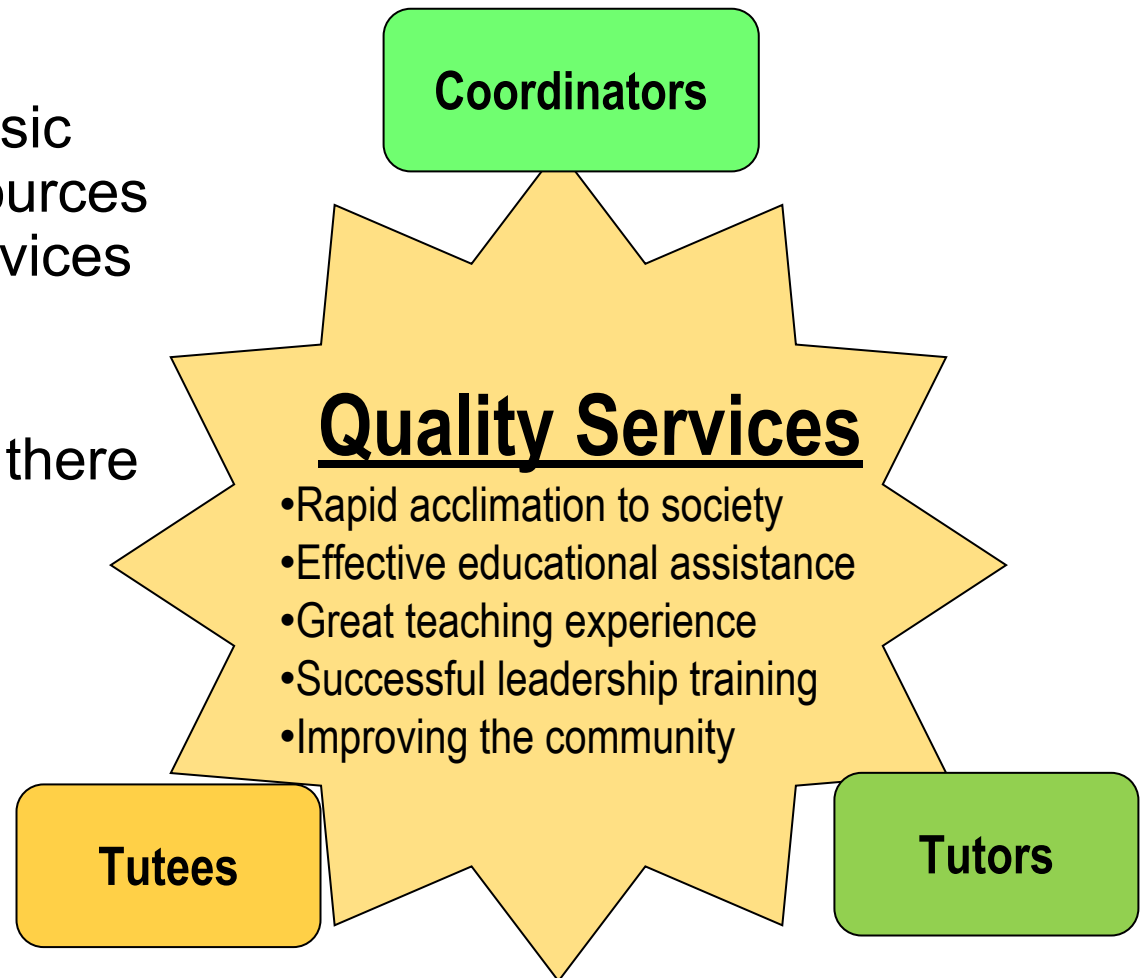 Coordinators
sic
ources
vices
there
Quality Services
•Rapid acclimation to society
•Effective educational assistance
•Great teaching experience
•Successful leadership training
•Improving the community
Tutees
Tutors